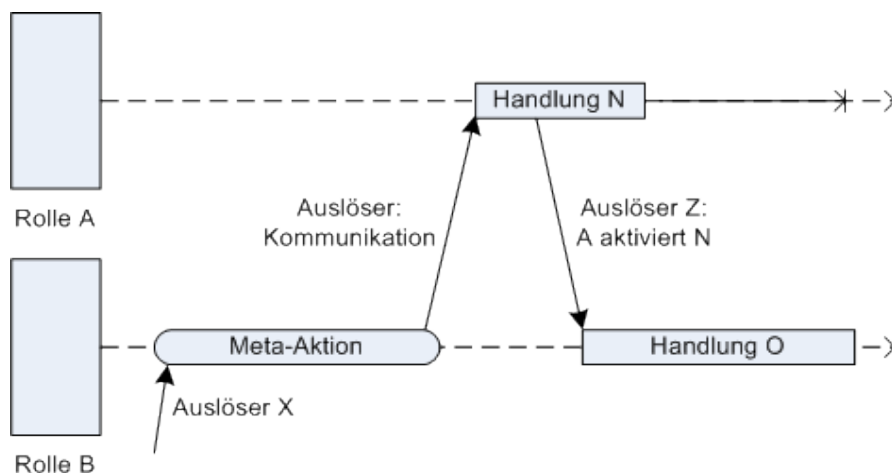 Handlung N
Rolle A
Auslöser:
Kommunikation
Auslöser Z:
A aktiviert N
Meta-Aktion
Handlung O
Auslöser X
Rolle B